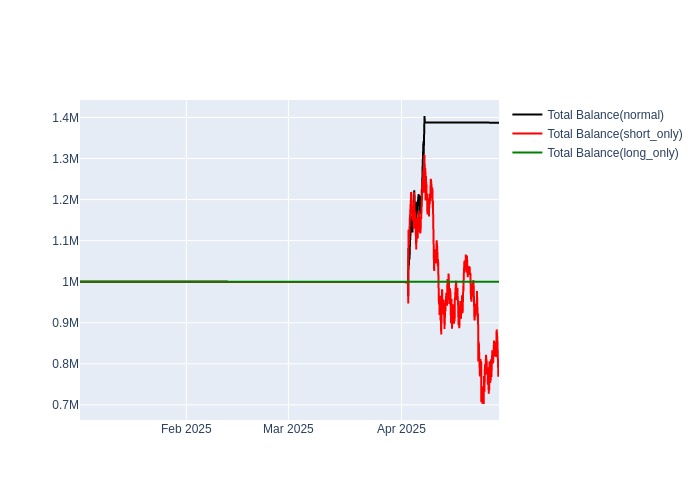 1.4M
1.3M
1.2M
1.1M
1M
0.9M
0.8M
0.7M
Feb 2025
Mar 2025
Apr 2025
Total Balance(normal)
Total Balance(short_only)
Total Balance(long_only)